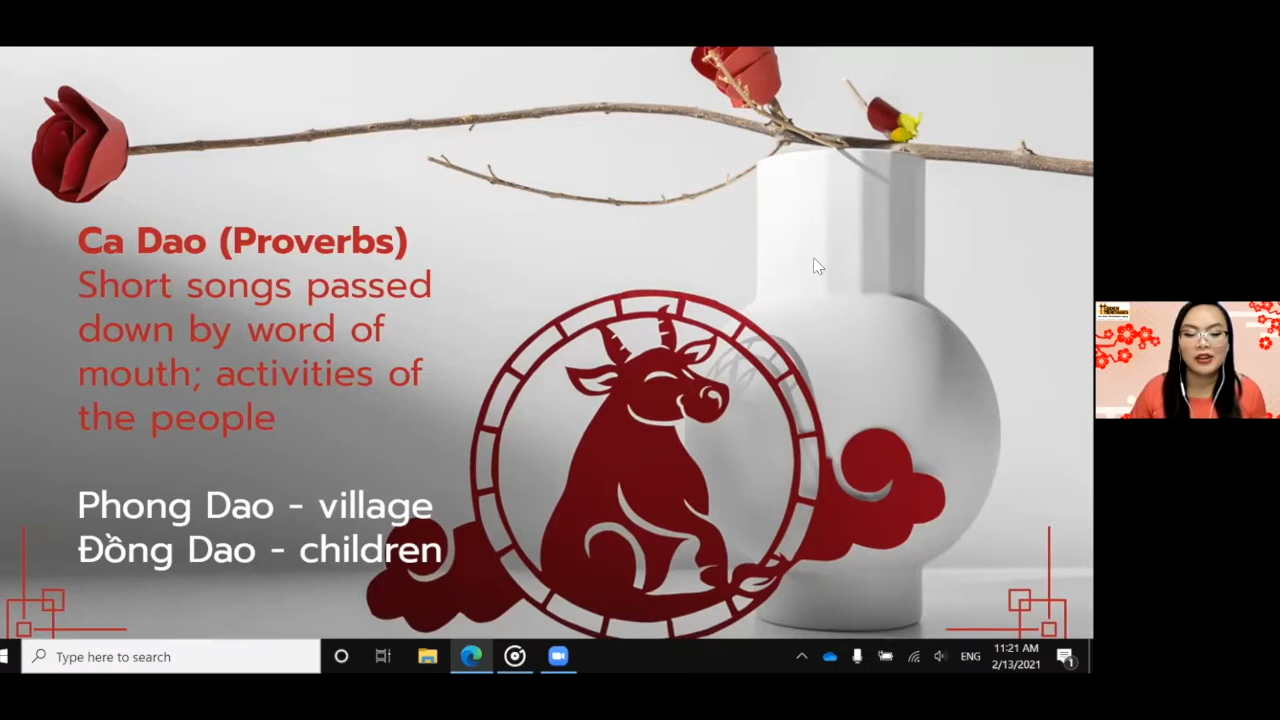 Ca Dao (Proverbs)
Short songs passed
down by word of
mouth; activities of
the people
Phong Dao - village
Đồng Dao - children
Type here to search
ENG
11:21 AM
2/13/2021
1